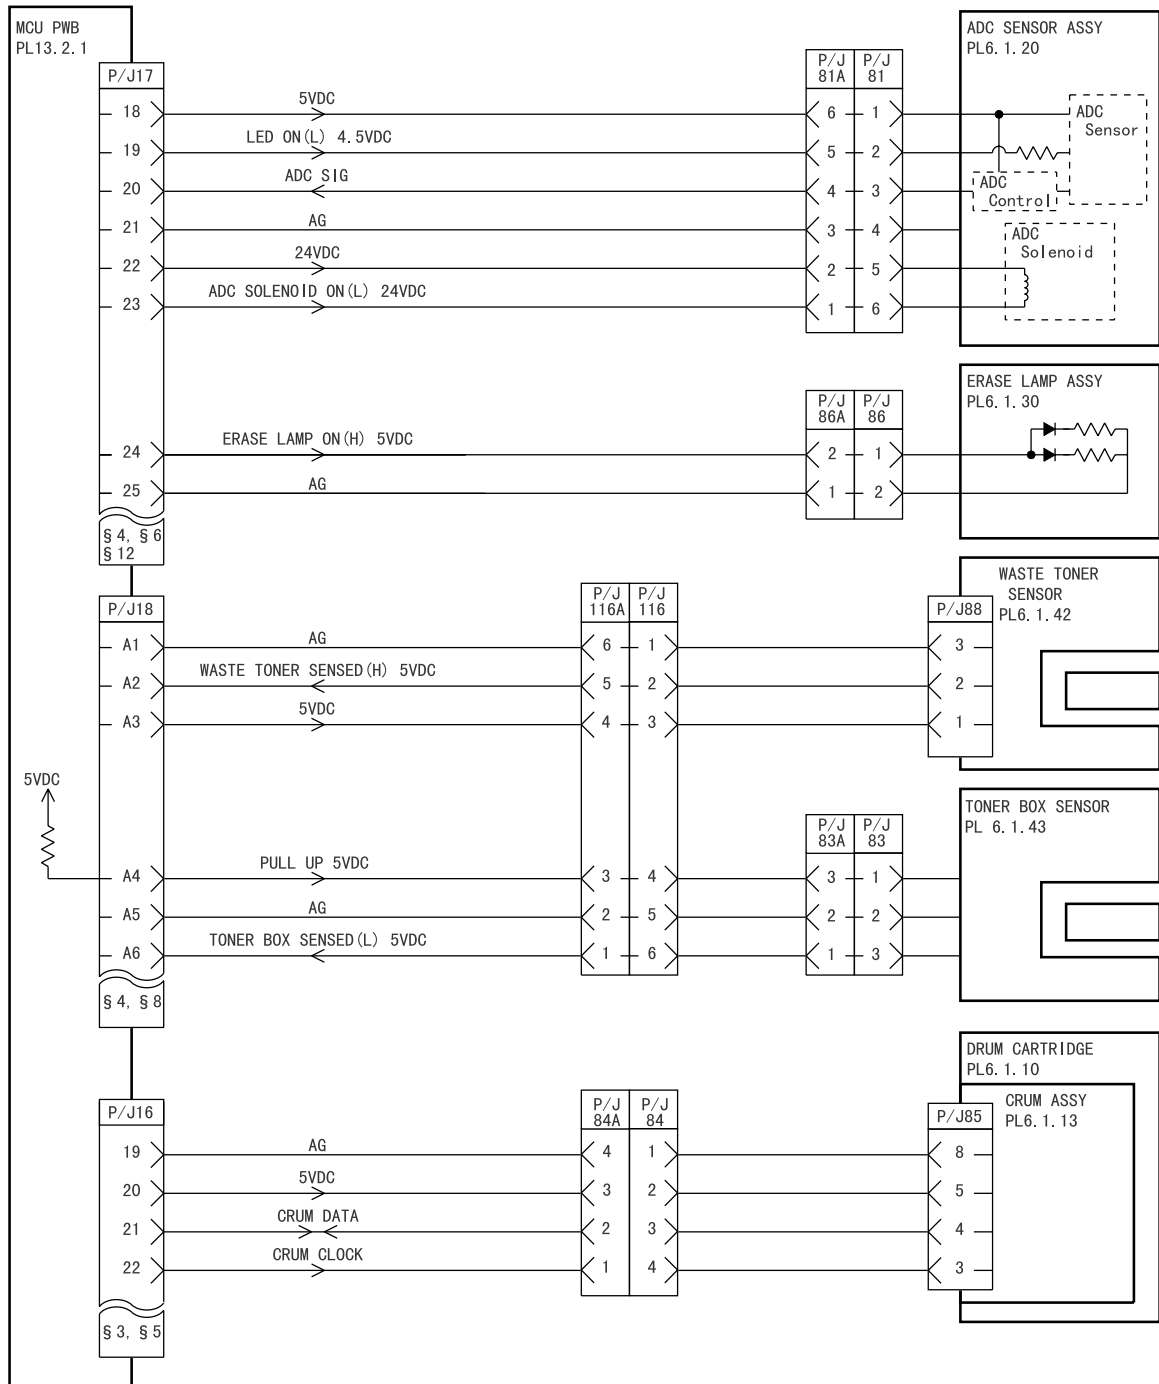 MCU PWB
PL13.2.1
P/J17
18
5VDC
19
LED ON(L) 4.5VDC
20
ADC SIG
21
AG
22
24VDC
23
ADC SOLENOID ON(L) 24VDC
P/J 81A
P/J 81
6
1
5
2
4
3
3
4
2
5
1
6
ADC SENSOR ASSY
PL6.1.20
ADC
Sensor
ADC
Control
ADC
Solenoid
24
ERASE LAMP ON(H) 5VDC
25
AG
§4, §6
§12
P/J 86A
P/J 86
2
1
1
2
ERASE LAMP ASSY
PL6.1.30
P/J18
A1
AG
A2
WASTE TONER SENSED(H) 5VDC
A3
5VDC
P/J 116A
P/J 116
6
1
5
2
4
3
P/J88
3
2
1
WASTE TONER
SENSOR
PL6.1.42
5VDC
A4
PULL UP 5VDC
A5
AG
A6
TONER BOX SENSED(L) 5VDC
§4, §8
3
4
2
5
1
6
P/J 83A
P/J 83
3
1
2
2
1
3
TONER BOX SENSOR
PL 6.1.43
P/J16
19
AG
20
5VDC
21
CRUM DATA
22
CRUM CLOCK
§3, §5
P/J 84A
P/J 84
4
1
3
2
2
3
1
4
P/J85
8
5
4
3
DRUM CARTRIDGE
PL6.1.10
CRUM ASSY
PL6.1.13